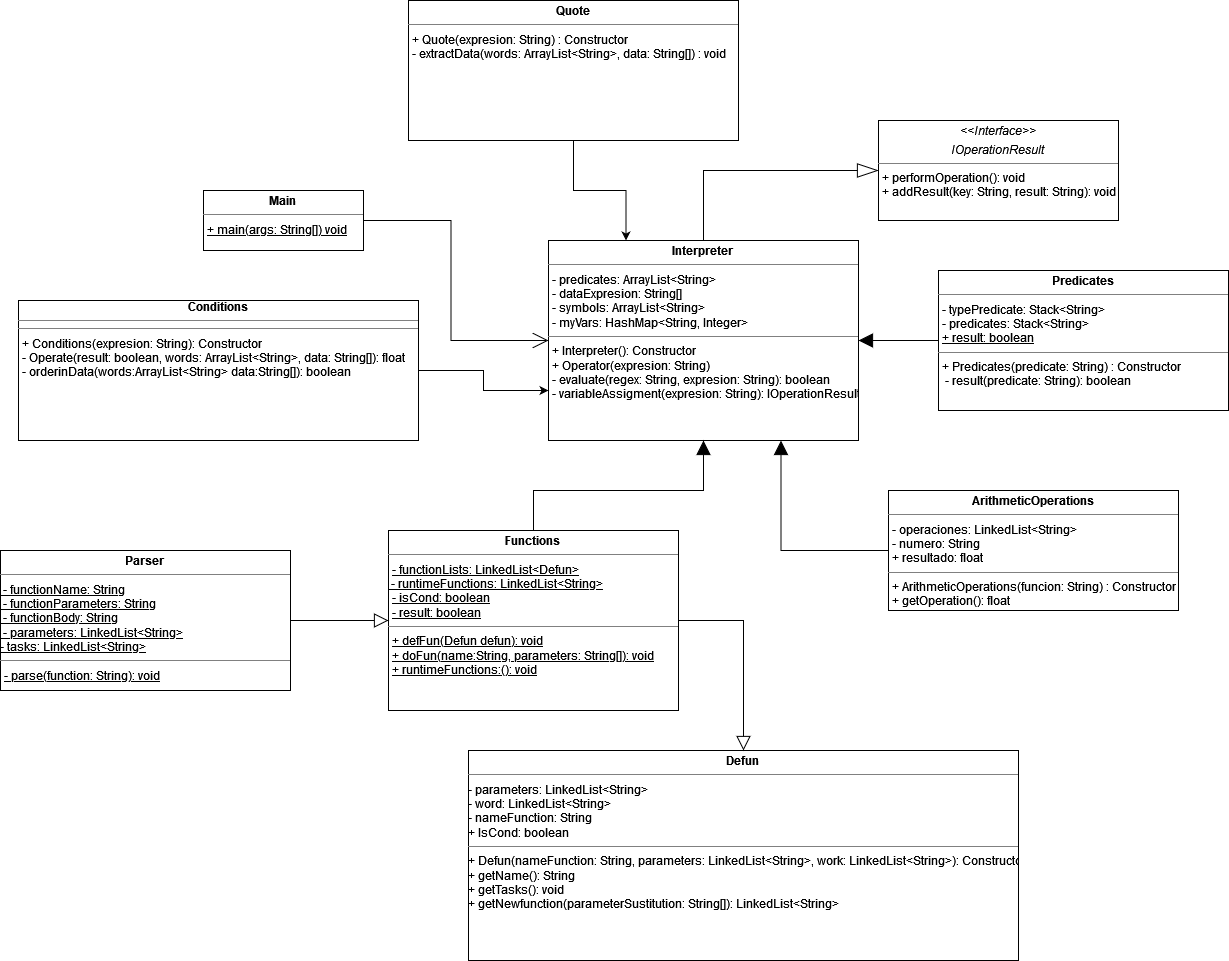 Quote
+ Quote(expresion: String) : Constructor
- extractData(words: ArrayList<String>, data: String[]) : void
<<Interface>>
IOperationResult
+ performOperation(): void
+ addResult(key: String, result: String): void
Main
+ main(args: String[]) void
Interpreter
- predicates: ArrayList<String>
- dataExpresion: String[]
- symbols: ArrayList<String>
- myVars: HashMap<String, Integer>
+ Interpreter(): Constructor
+ Operator(expresion: String)
- evaluate(regex: String, expresion: String): boolean
- variableAssigment(expresion: String): IOperationResult
Predicates
- typePredicate: Stack<String>
- predicates: Stack<String>
+ result: boolean
+ Predicates(predicate: String) : Constructor
- result(predicate: String): boolean
Conditions
+ Conditions(expresion: String): Constructor
- Operate(result: boolean, words: ArrayList<String>, data: String[]): float
- orderinData(words:ArrayList<String> data:String[]): boolean
ArithmeticOperations
- operaciones: LinkedList<String>
- numero: String
+ resultado: float
+ ArithmeticOperations(funcion: String) : Constructor
+ getOperation(): float
Functions
- functionLists: LinkedList<Defun>
- runtimeFunctions: LinkedList<String>
- isCond: boolean
- result: boolean
+ defFun(Defun defun): void
+ doFun(name:String, parameters: String[]): void
+ runtimeFunctions:(): void
Parser
- functionName: String
- functionParameters: String
- functionBody: String
- parameters: LinkedList<String>
- tasks: LinkedList<String>
- parse(function: String): void
Defun
- parameters: LinkedList<String>
- word: LinkedList<String>
- nameFunction: String
+ IsCond: boolean
+ Defun(nameFunction: String, parameters: LinkedList<String>, work: LinkedList<String>): Constructo
+ getName(): String
+ getTasks(): void
+ getNewfunction(parameterSustitution: String[]): LinkedList<String>